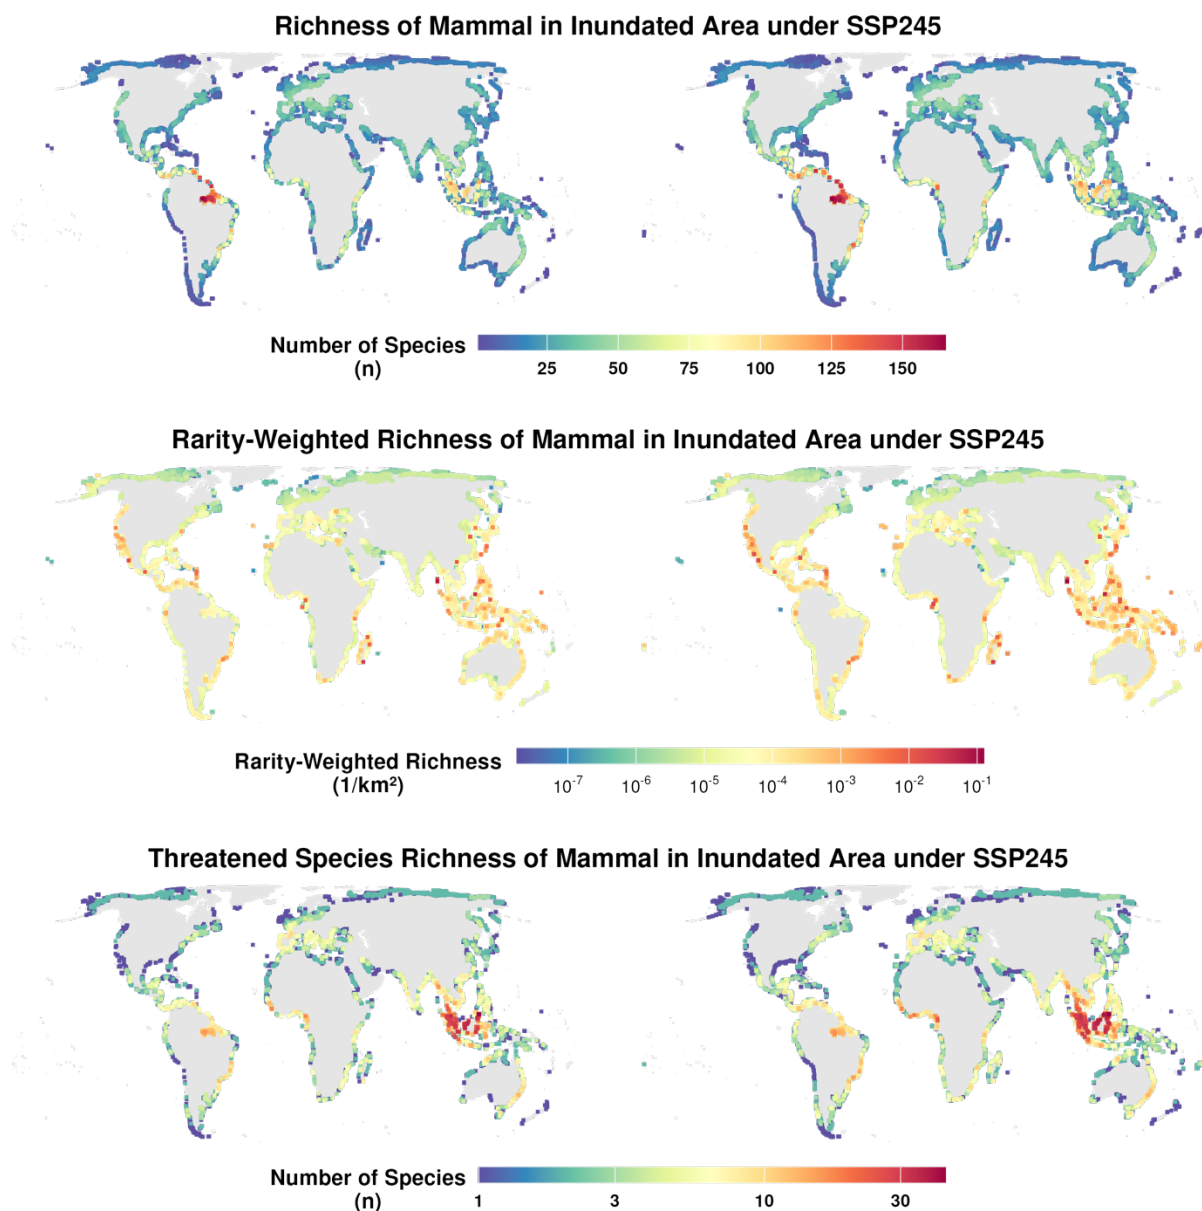 Richness of Mammal in Inundated Area under SSP245
Number of Species
(n)
25 50 75 100 125 150
Rarity-Weighted Richness of Mammal in Inundated Area under SSP245
Rarity-Weighted Richness
(1/km²)
10⁻⁷ 10⁻⁶ 10⁻⁵ 10⁻⁴ 10⁻³ 10⁻² 10⁻¹
Threatened Species Richness of Mammal in Inundated Area under SSP245
Number of Species
(n)
1 3 10 30